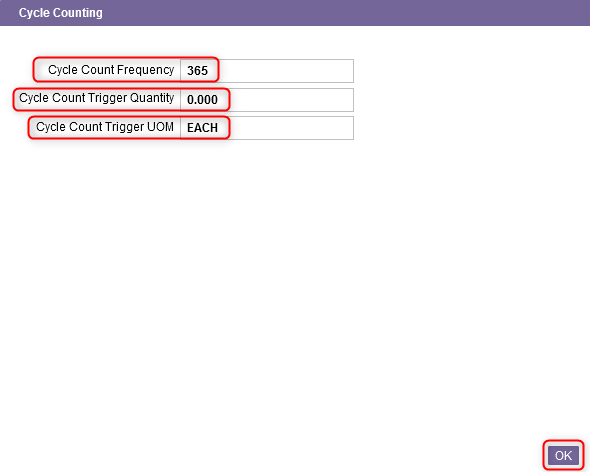 Cycle Counting
Cycle Count Frequency 365
Cycle Count Trigger Quantity 0.000
Cycle Count Trigger UOM EACH
OK